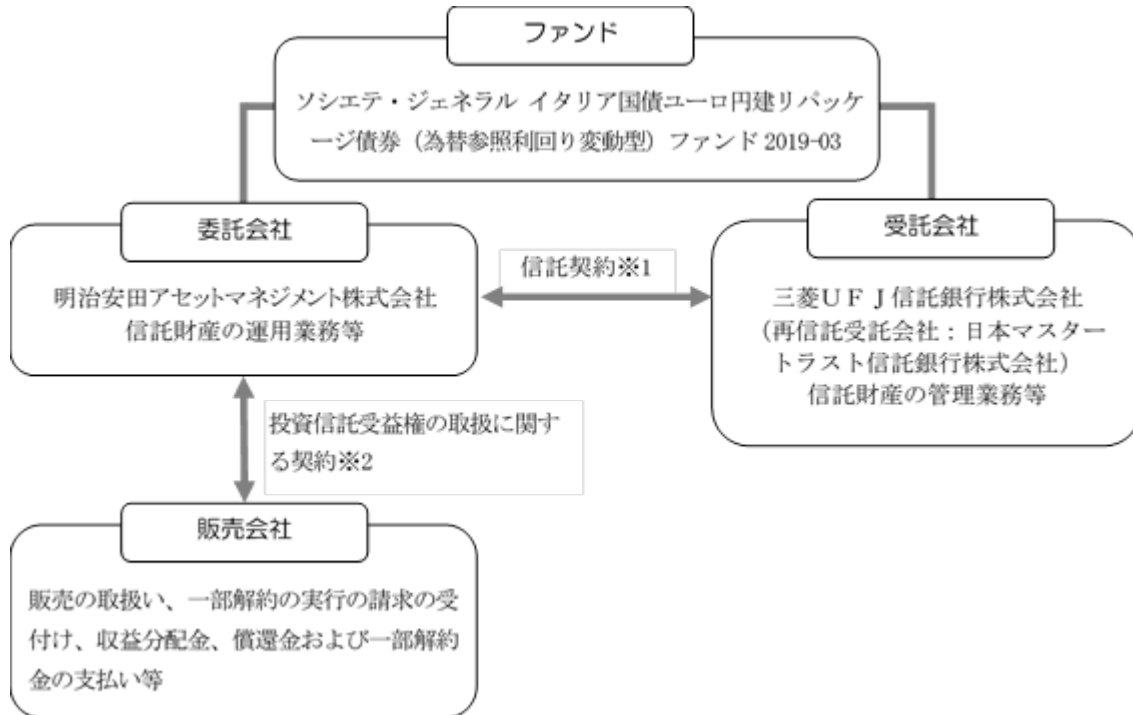 ファンド
ソシエテ・ジェネラル イタリア国債ユーロ円建リパッケ
ージ債券（為替参照利回り変動型）ファンド 2019-03
委託会社
明治安田アセットマネジメント株式会社
信託財産の運用業務等
信託契約※1
受託会社
三菱ＵＦＪ信託銀行株式会社
（再信託受託会社：日本マスター
トラスト信託銀行株式会社）
信託財産の管理業務等
投資信託受益権の取扱に関す
る契約※2
販売会社
販売の取扱い、一部解約の実行の請求の受
付け、収益分配金、償還金および一部解約
金の支払い等